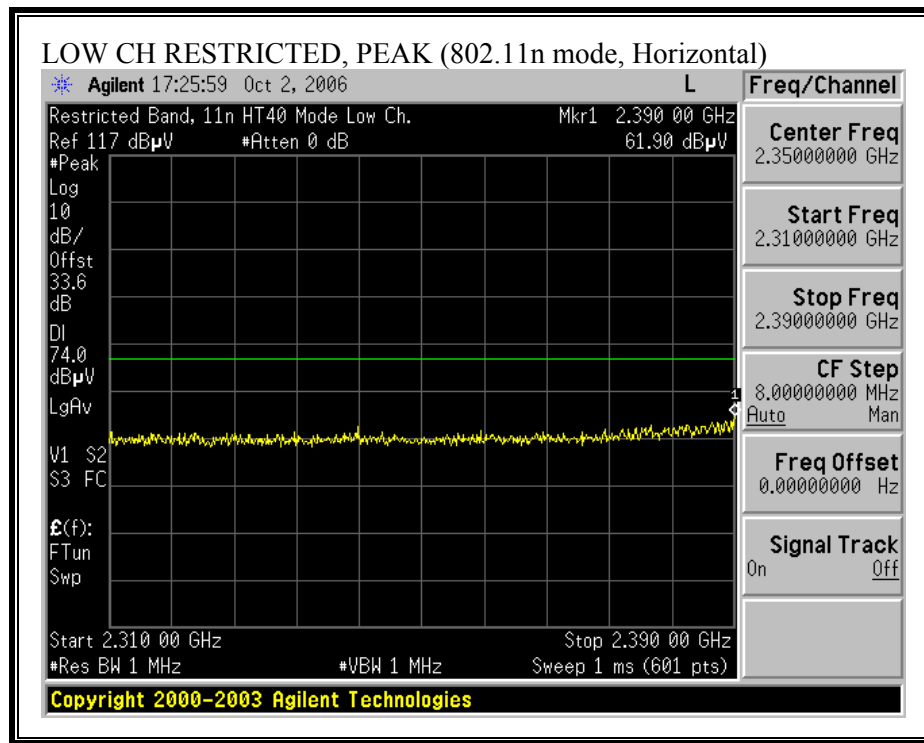 LOW CH RESTRICTED, PEAK (802.11n mode, Horizontal)
Agilent 17:25:59 Oct 2, 2006 L
Restricted Band, 11n HT40 Mode Low Ch. Mkr1 2.390 00 GHz
Ref 117 dBµV #Atten 0 dB 61.90 dBµV
#Peak
Log
10
dB/
Offst
33.6
dB
DI
74.0
dBµV
LgAv
1
V1 S2
S3 FC
£(f):
FTun
Swp
Start 2.310 00 GHz Stop 2.390 00 GHz
#Res BW 1 MHz #VBW 1 MHz Sweep 1 ms (601 pts)
Freq/Channel
Center Freq
2.35000000 GHz
Start Freq
2.31000000 GHz
Stop Freq
2.39000000 GHz
CF Step
8.00000000 MHz
Auto Man
Freq Offset
0.00000000 Hz
Signal Track
On Off
Copyright 2000-2003 Agilent Technologies